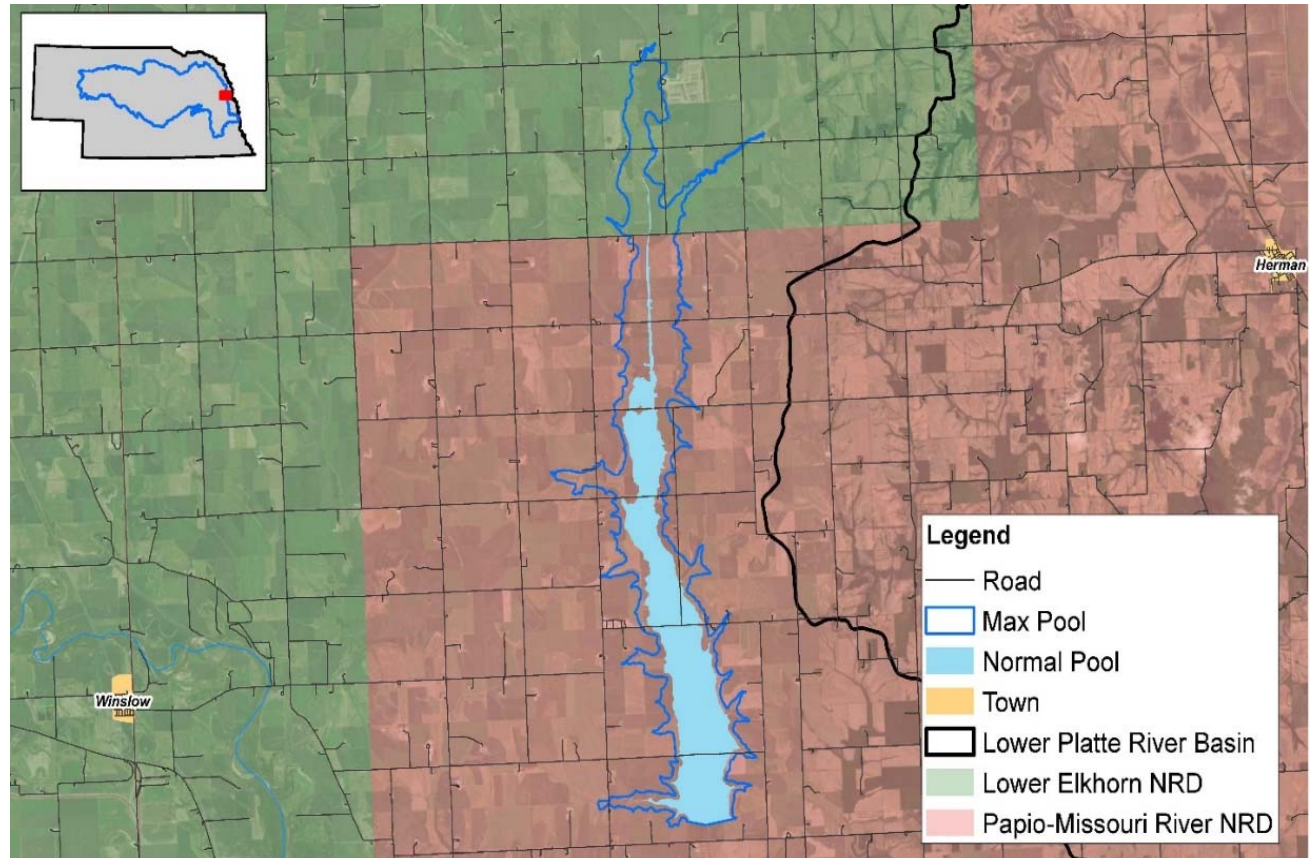 Herman
Winslow
Legend
Road
Max Pool
Normal Pool
Town
Lower Platte River Basin
Lower Elkhorn NRD
Papio-Missouri River NRD